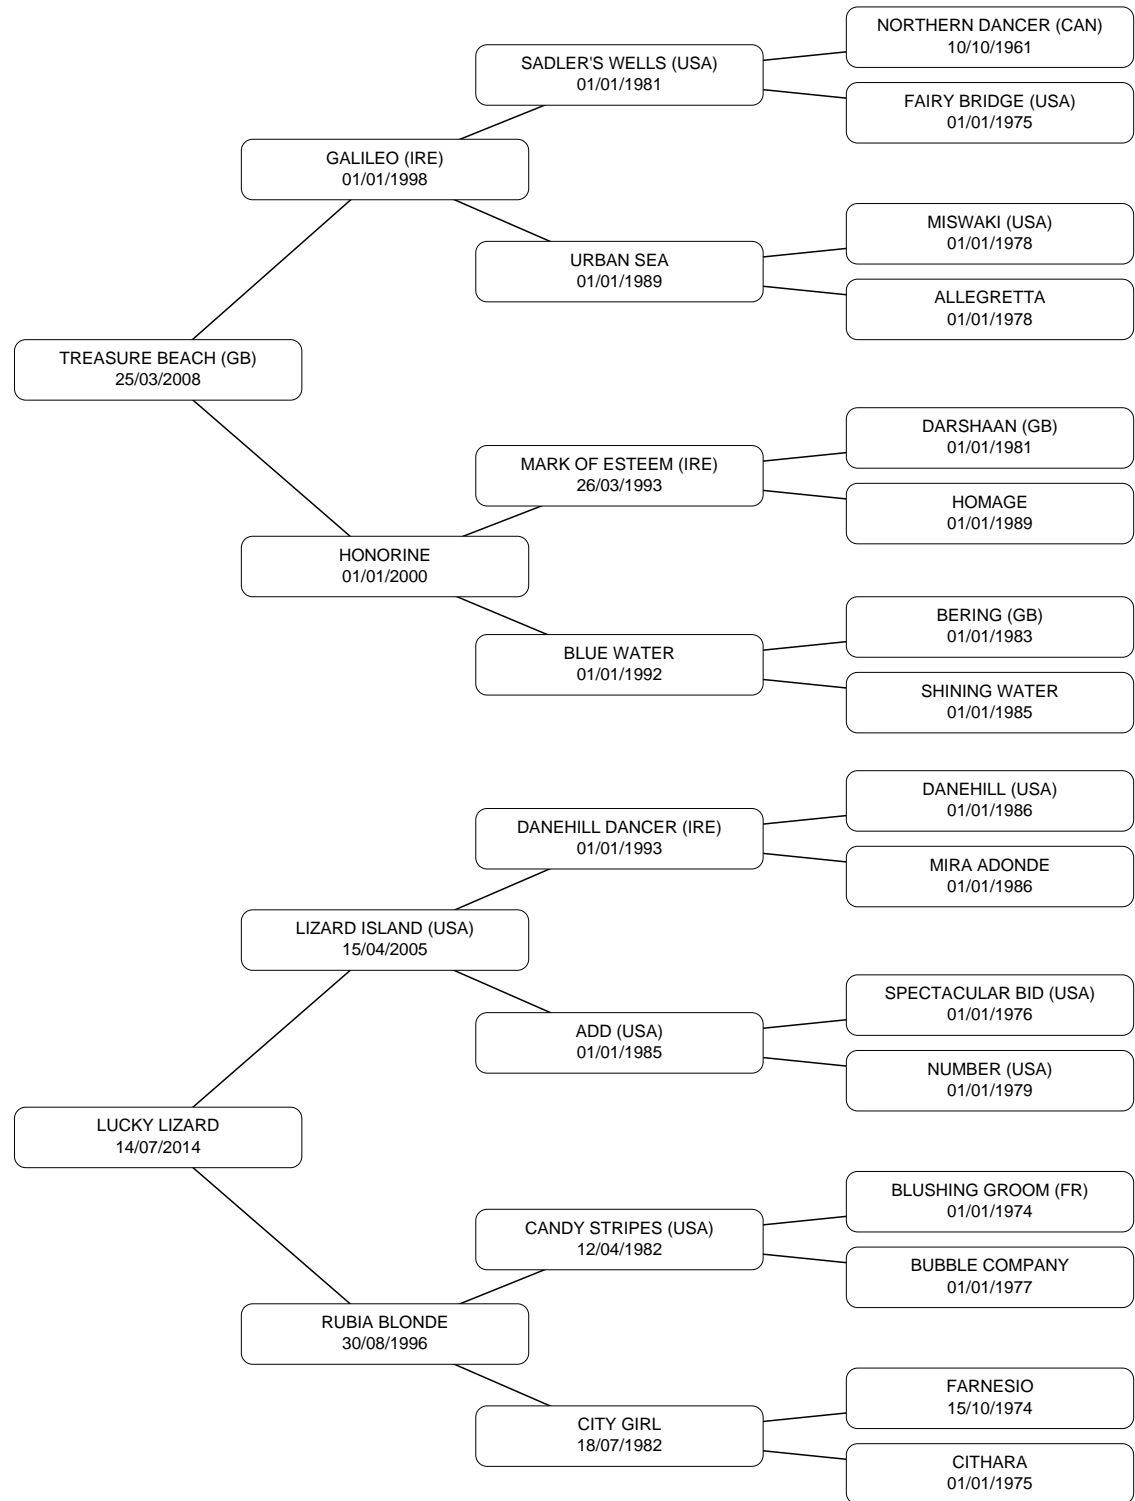 NORTHERN DANCER (CAN)
10/10/1961
SADLER'S WELLS (USA)
01/01/1981
FAIRY BRIDGE (USA)
01/01/1975
GALILEO (IRE)
01/01/1998
MISWAKI (USA)
01/01/1978
URBAN SEA
01/01/1989
ALLEGRETTA
01/01/1978
TREASURE BEACH (GB)
25/03/2008
DARSHAAN (GB)
01/01/1981
MARK OF ESTEEM (IRE)
26/03/1993
HOMAGE
01/01/1989
HONORINE
01/01/2000
BERING (GB)
01/01/1983
BLUE WATER
01/01/1992
SHINING WATER
01/01/1985
DANEHILL (USA)
01/01/1986
DANEHILL DANCER (IRE)
01/01/1993
MIRA ADONDE
01/01/1986
LIZARD ISLAND (USA)
15/04/2005
SPECTACULAR BID (USA)
01/01/1976
ADD (USA)
01/01/1985
NUMBER (USA)
01/01/1979
LUCKY LIZARD
14/07/2014
BLUSHING GROOM (FR)
01/01/1974
CANDY STRIPES (USA)
12/04/1982
BUBBLE COMPANY
01/01/1977
RUBIA BLONDE
30/08/1996
FARNESIO
15/10/1974
CITY GIRL
18/07/1982
CITHARA
01/01/1975